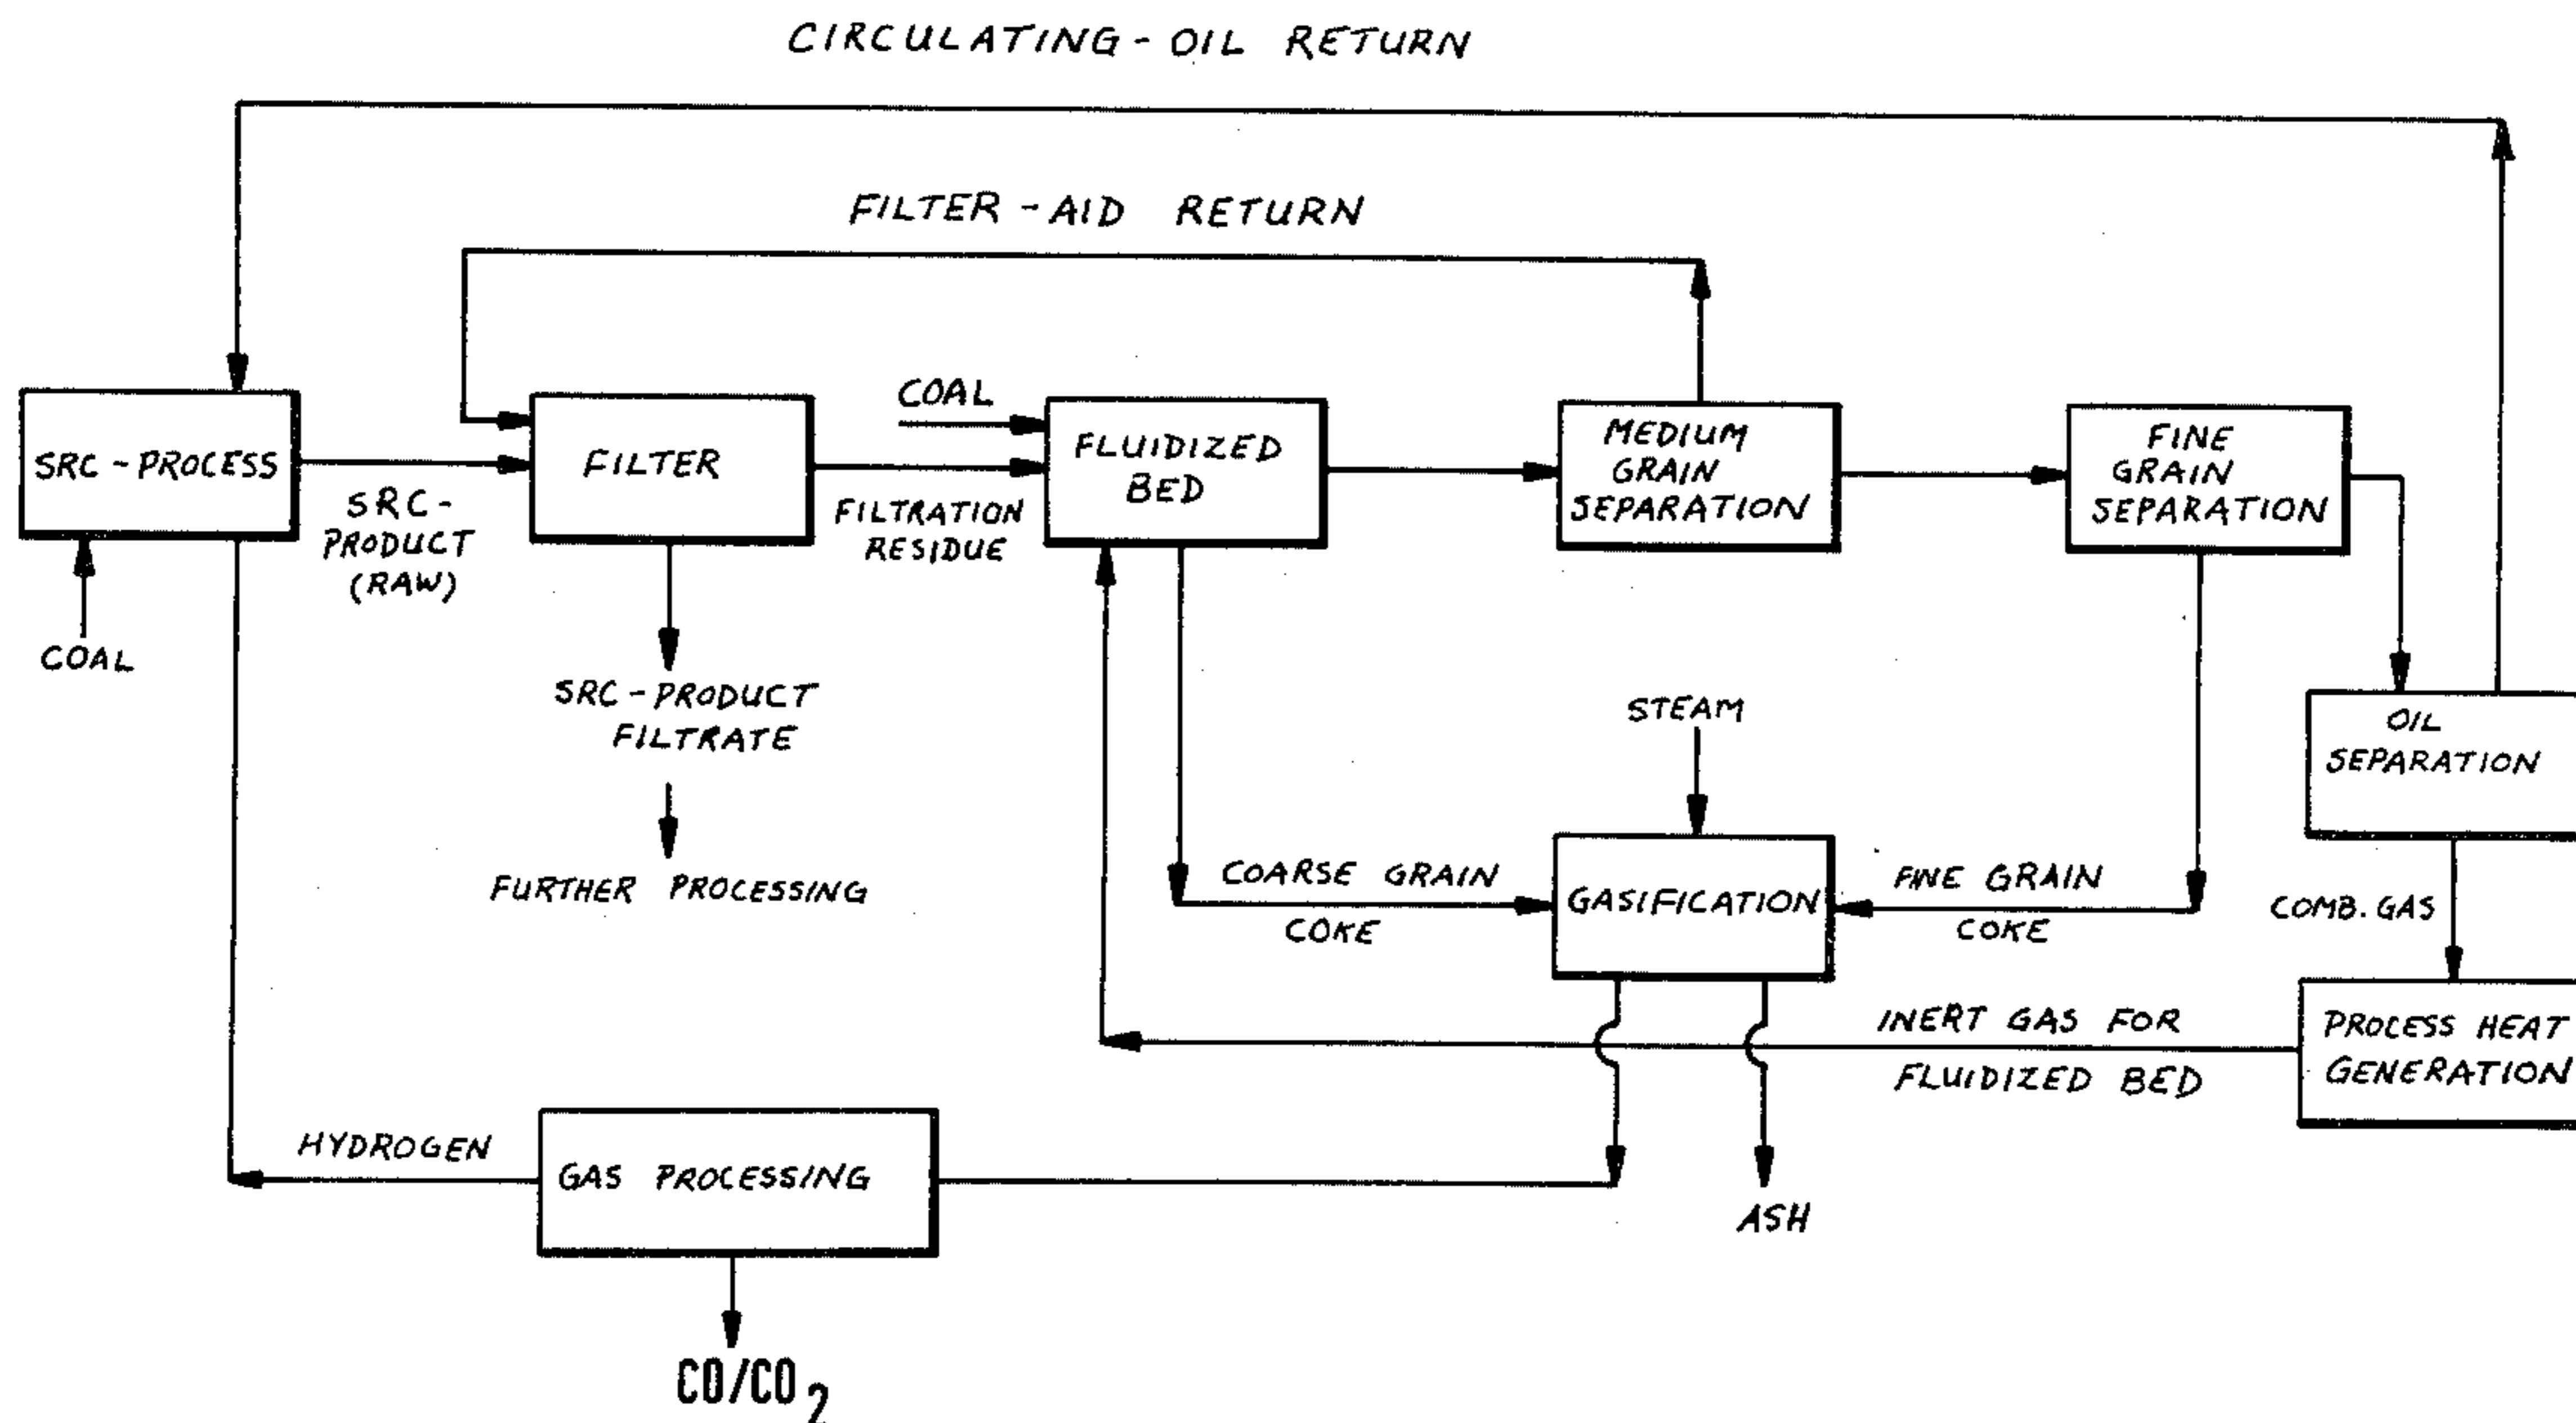 CIRCULATING-OIL RETURN
FILTER-AID RETURN
SRC-PROCESS
COAL
SRC-
PRODUCT
(RAW)
FILTER
SRC-PRODUCT
FILTRATE
FURTHER PROCESSING
COAL
FILTRATION
RESIDUE
FLUIDIZED
BED
MEDIUM
GRAIN
SEPARATION
FINE
GRAIN
SEPARATION
OIL
SEPARATION
STEAM
COARSE GRAIN
COKE
GASIFICATION
FINE GRAIN
COKE
COMB. GAS
INERT GAS FOR
FLUIDIZED BED
PROCESS HEAT
GENERATION
HYDROGEN
GAS PROCESSING
ASH
CO/CO2